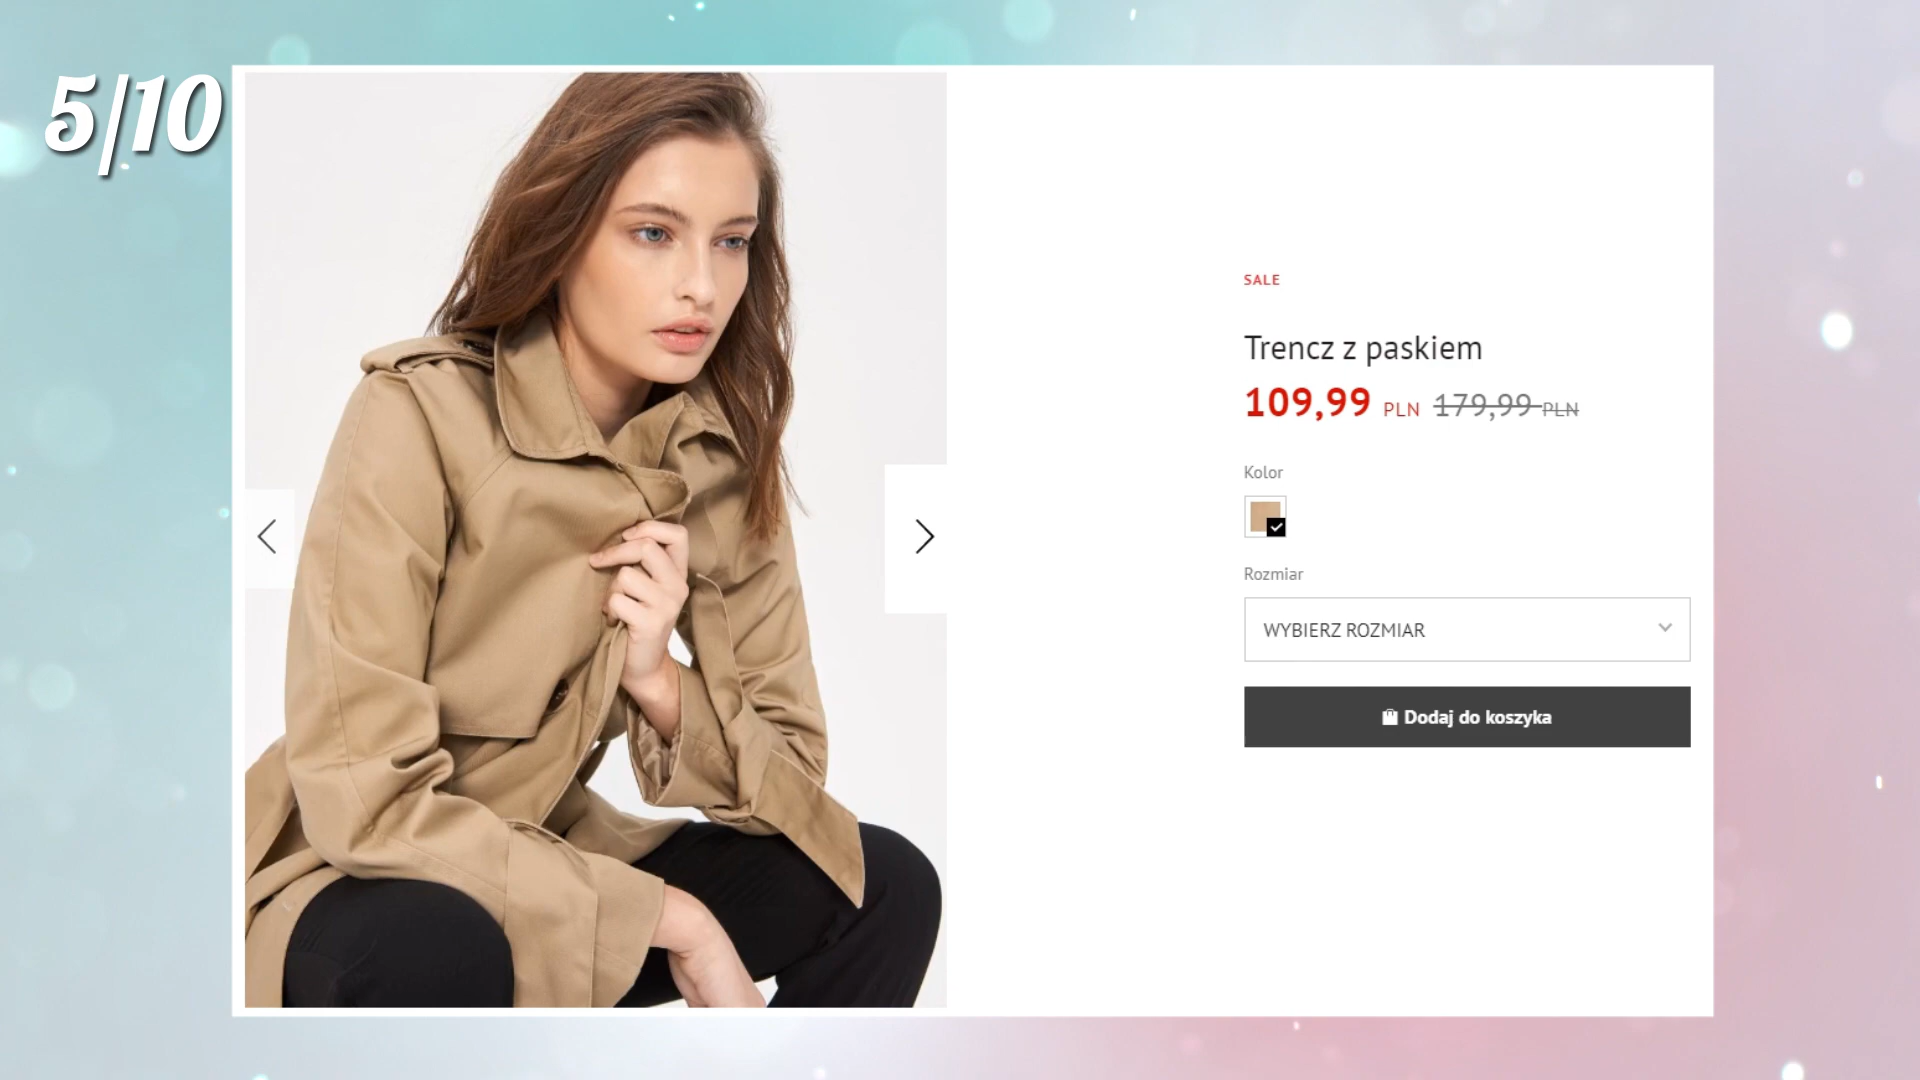 5/10
SALE
Trencz z paskiem
109,99 PLN 179,99 PLN
Kolor
Rozmiar
WYBIERZ ROZMIAR
Dodaj do koszyka